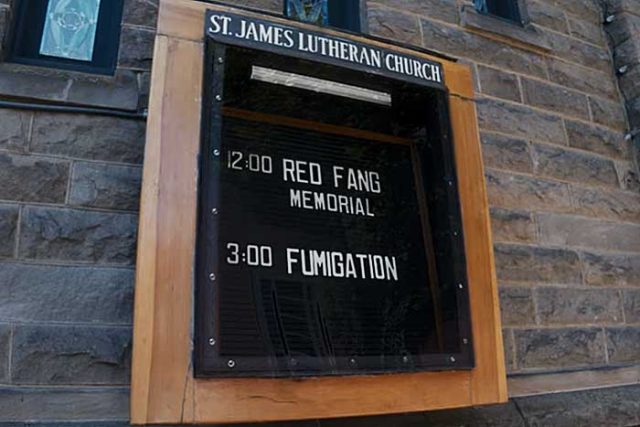 ST. JAMES LUTHERAN CHURCH
12:00 RED FANG
MEMORIAL
3:00 FUMIGATION